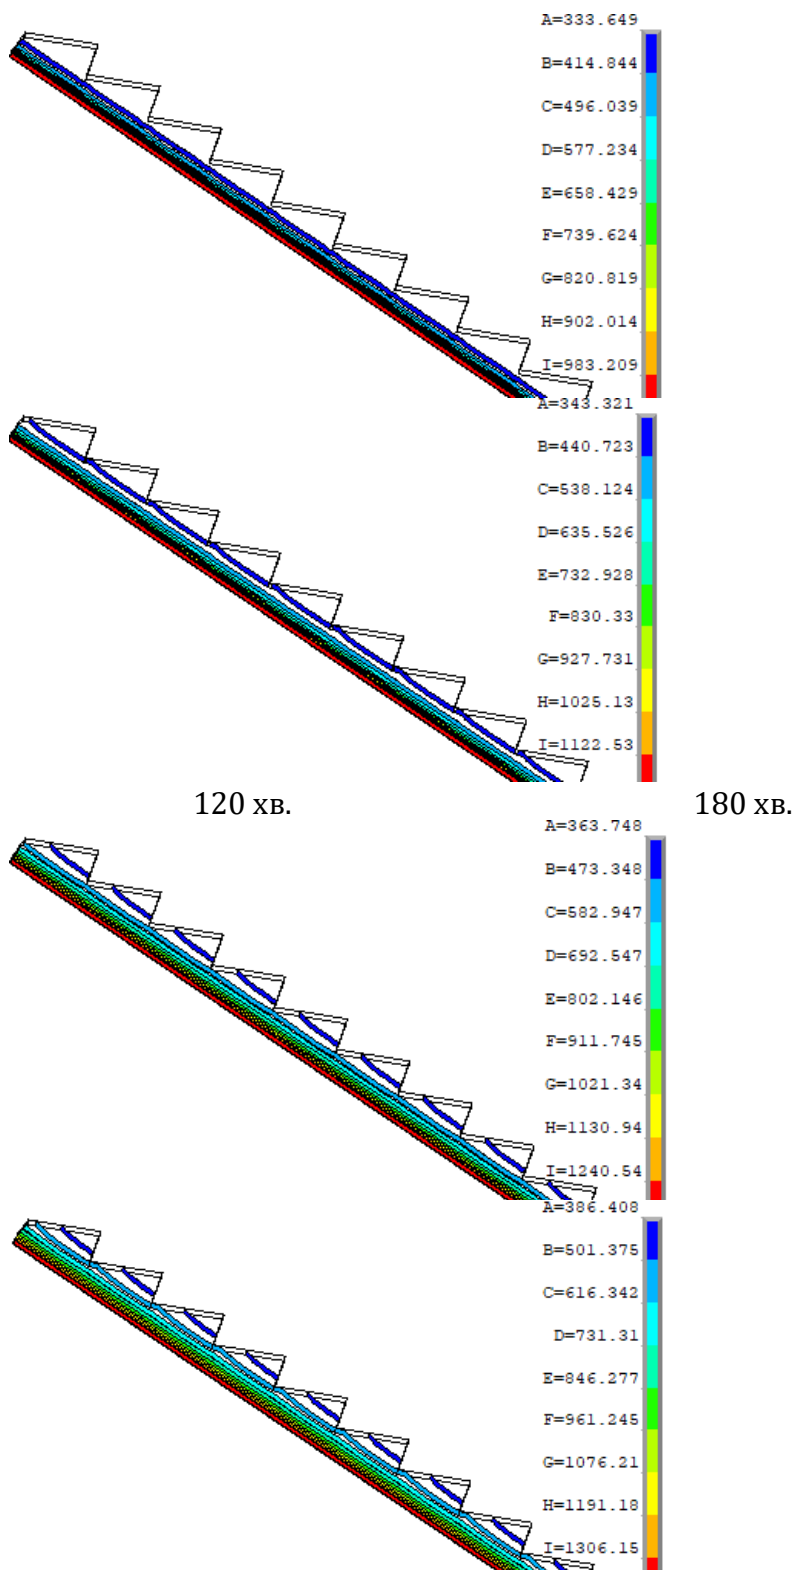 A=333.649
B=414.844
C=496.039
D=577.234
E=658.429
F=739.624
G=820.819
H=902.014
I=983.209
A=343.321
B=440.723
C=538.124
D=635.526
E=732.928
F=830.33
G=927.731
H=1025.13
I=1122.53
120 хв. 180 хв.
A=363.748
B=473.348
C=582.947
D=692.547
E=802.146
F=911.745
G=1021.34
H=1130.94
I=1240.54
A=386.408
B=501.375
C=616.342
D=731.31
E=846.277
F=961.245
G=1076.21
H=1191.18
I=1306.15